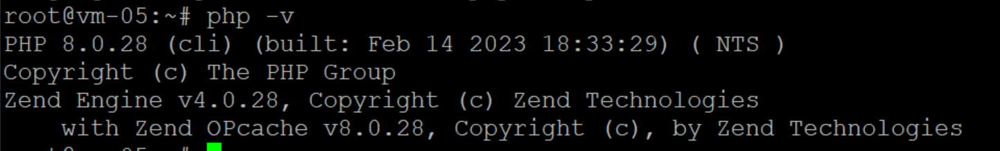 root@vm-05:~# php -v
PHP 8.0.28 (cli) (built: Feb 14 2023 18:33:29) ( NTS )
Copyright (c) The PHP Group
Zend Engine v4.0.28, Copyright (c) Zend Technologies
    with Zend OPcache v8.0.28, Copyright (c), by Zend Technologies